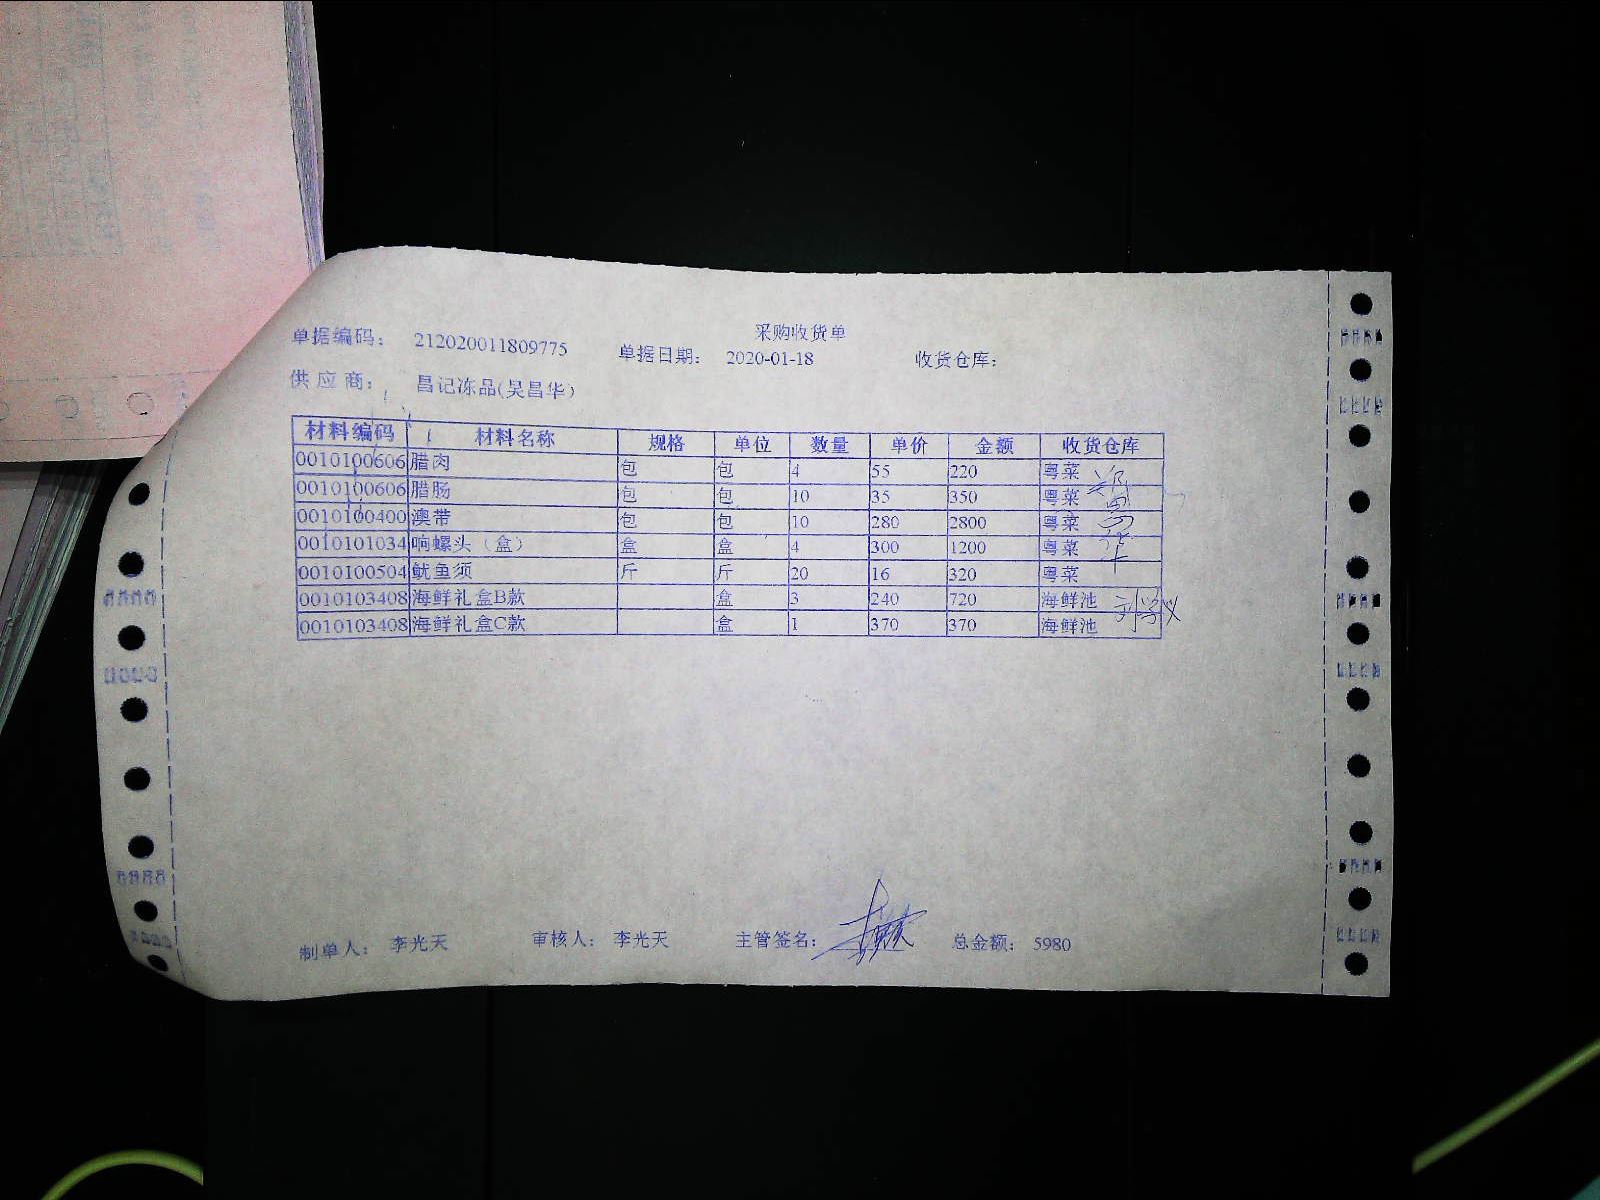 采购收货单
单据编码： 212020011809775 单据日期： 2020-01-18 收货仓库：
供 应 商： 昌记冻品(吴昌华)
材料编码 材料名称 规格 单位 数量 单价 金额 收货仓库
0010100606 腊肉 包 包 4 55 220 粤菜
0010100606 腊肠 包 包 10 35 350 粤菜
0010100400 澳带 包 包 10 280 2800 粤菜
0010101034 响螺头（盒） 盒 盒 4 300 1200 粤菜
0010100504 鱿鱼须 斤 斤 20 16 320 粤菜
0010103408 海鲜礼盒B款 盒 3 240 720 海鲜池
0010103408 海鲜礼盒C款 盒 1 370 370 海鲜池
制单人： 李光天 审核人： 李光天 主管签名： 总金额： 5980